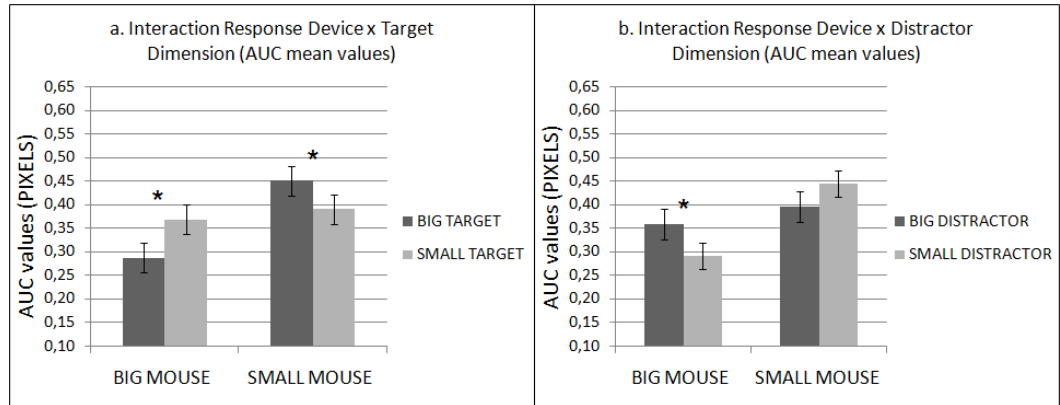 a. Interaction Response Device x Target
Dimension (AUC mean values)
AUC values (PIXELS)
0,65
0,60
0,55
0,50
0,45
0,40
0,35
0,30
0,25
0,20
0,15
0,10
*
*
BIG MOUSE SMALL MOUSE
BIG TARGET
SMALL TARGET
b. Interaction Response Device x Distractor
Dimension (AUC mean values)
AUC values (PIXELS)
0,65
0,60
0,55
0,50
0,45
0,40
0,35
0,30
0,25
0,20
0,15
0,10
*
BIG MOUSE SMALL MOUSE
BIG DISTRACTOR
SMALL DISTRACTOR